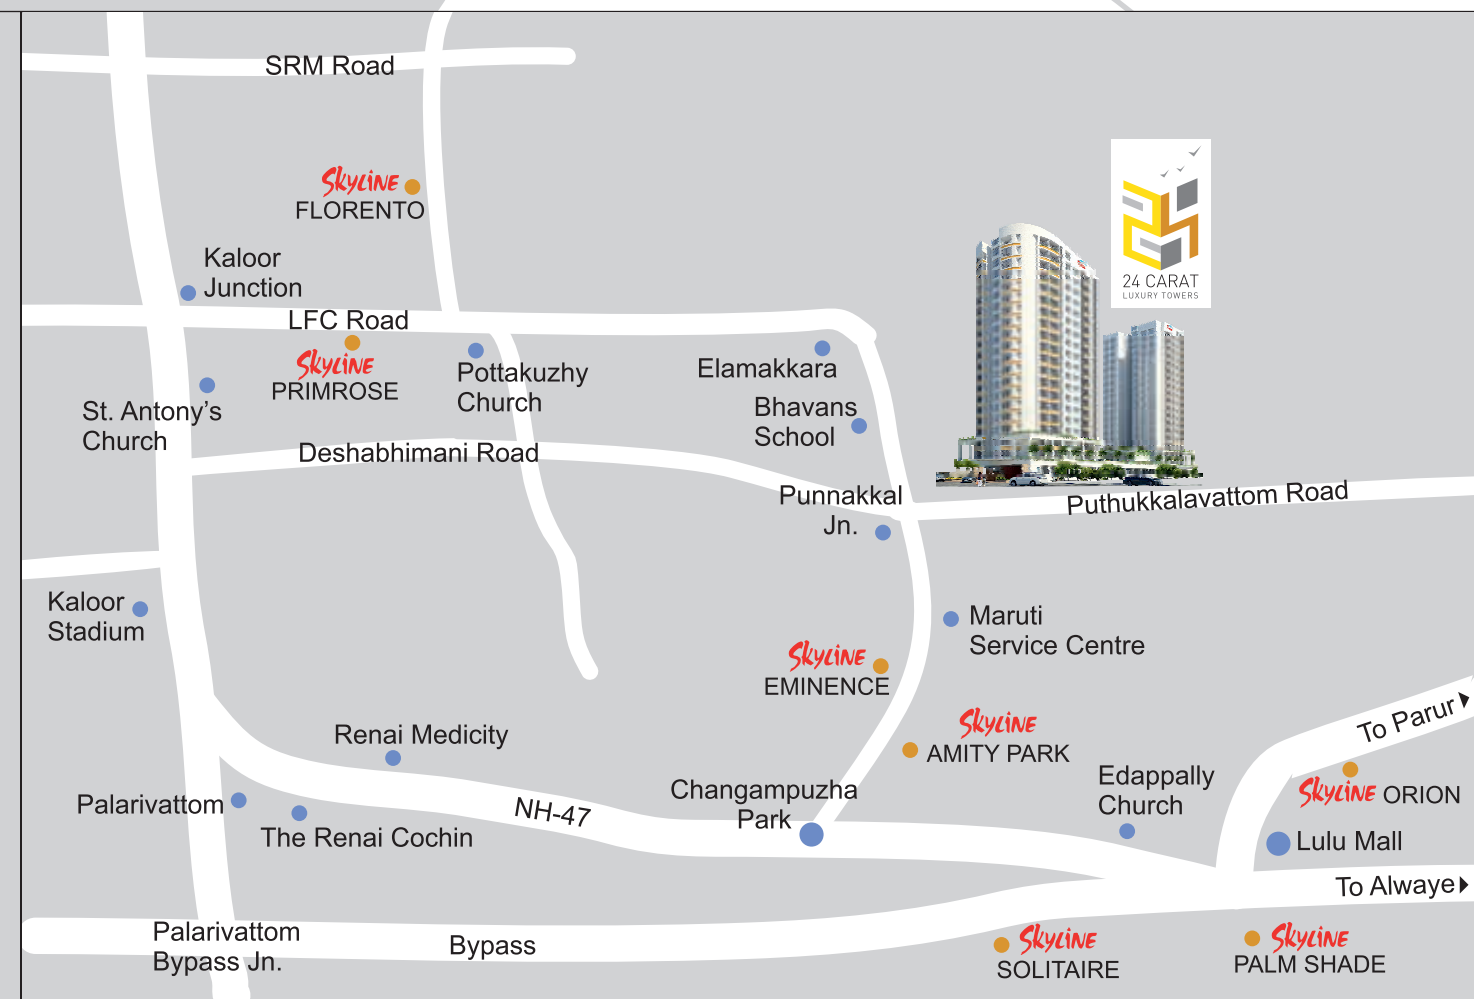 SRM Road
Skyline
FLORENTO
24 CARAT
LUXURY TOWERS
Kaloor
Junction
LFC Road
Skyline
PRIMROSE
Pottakuzhy
Church
Elamakkara
Bhavans
School
St. Antony's
Church
Deshabhimani Road
Punnakkal
Jn.
Puthukkalavattom Road
Kaloor
Stadium
Maruti
Service Centre
Skyline
EMINENCE
Skyline
AMITY PARK
To Parur
Renai Medicity
Changampuzha
Park
Edappally
Church
Skyline ORION
Palarivattom
NH-47
The Renai Cochin
Lulu Mall
To Alwaye
Palarivattom
Bypass Jn.
Bypass
Skyline
SOLITAIRE
Skyline
PALM SHADE